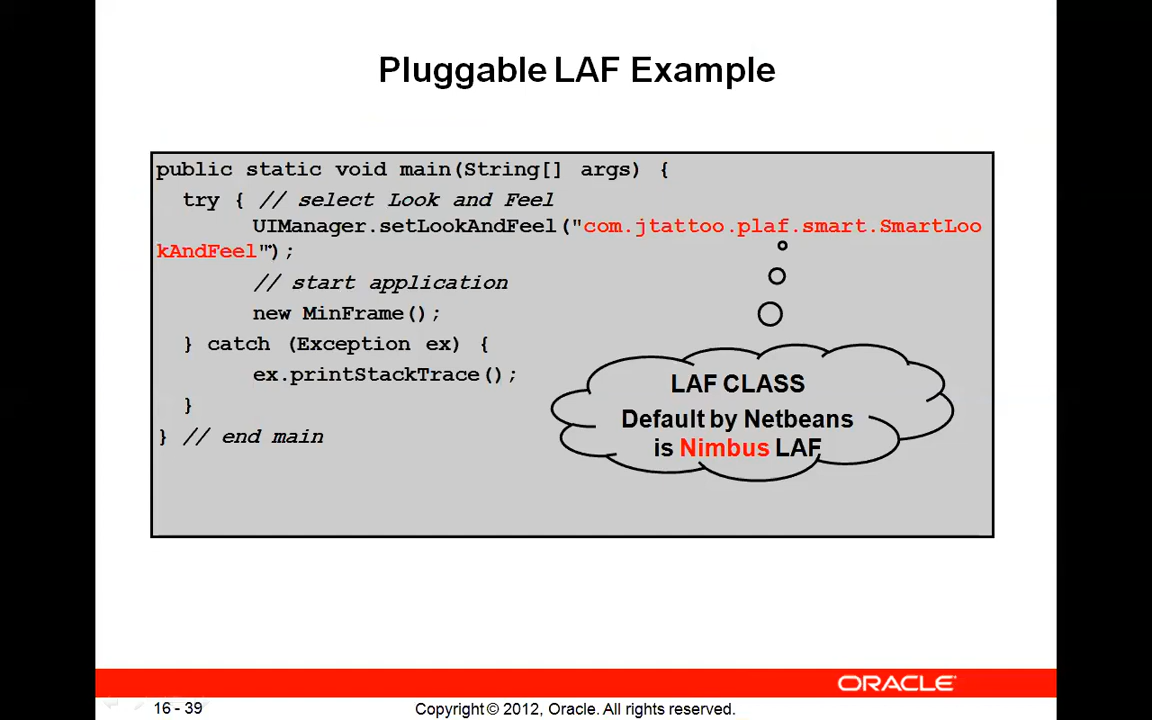 Pluggable LAF Example
public static void main(String[] args) {
try { // select Look and Feel
UIManager.setLookAndFeel("com.jtattoo.plaf.smart.SmartLoo
kAndFeel");
// start application
new MinFrame();
} catch (Exception ex) {
ex.printStackTrace();
}
} // end main
LAF CLASS
Default by Netbeans
is Nimbus LAF
ORACLE
16 - 39
Copyright © 2012, Oracle. All rights reserved.